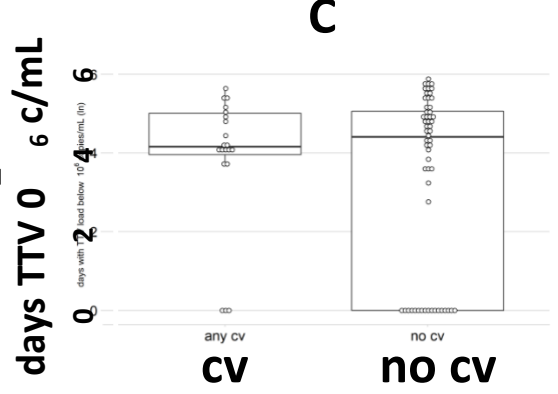 C
days TTV 0 6 c/mL
days with TTV load below 10⁶ copies/mL (ln)
6
4
2
0
any cv
no cv
cv
no cv